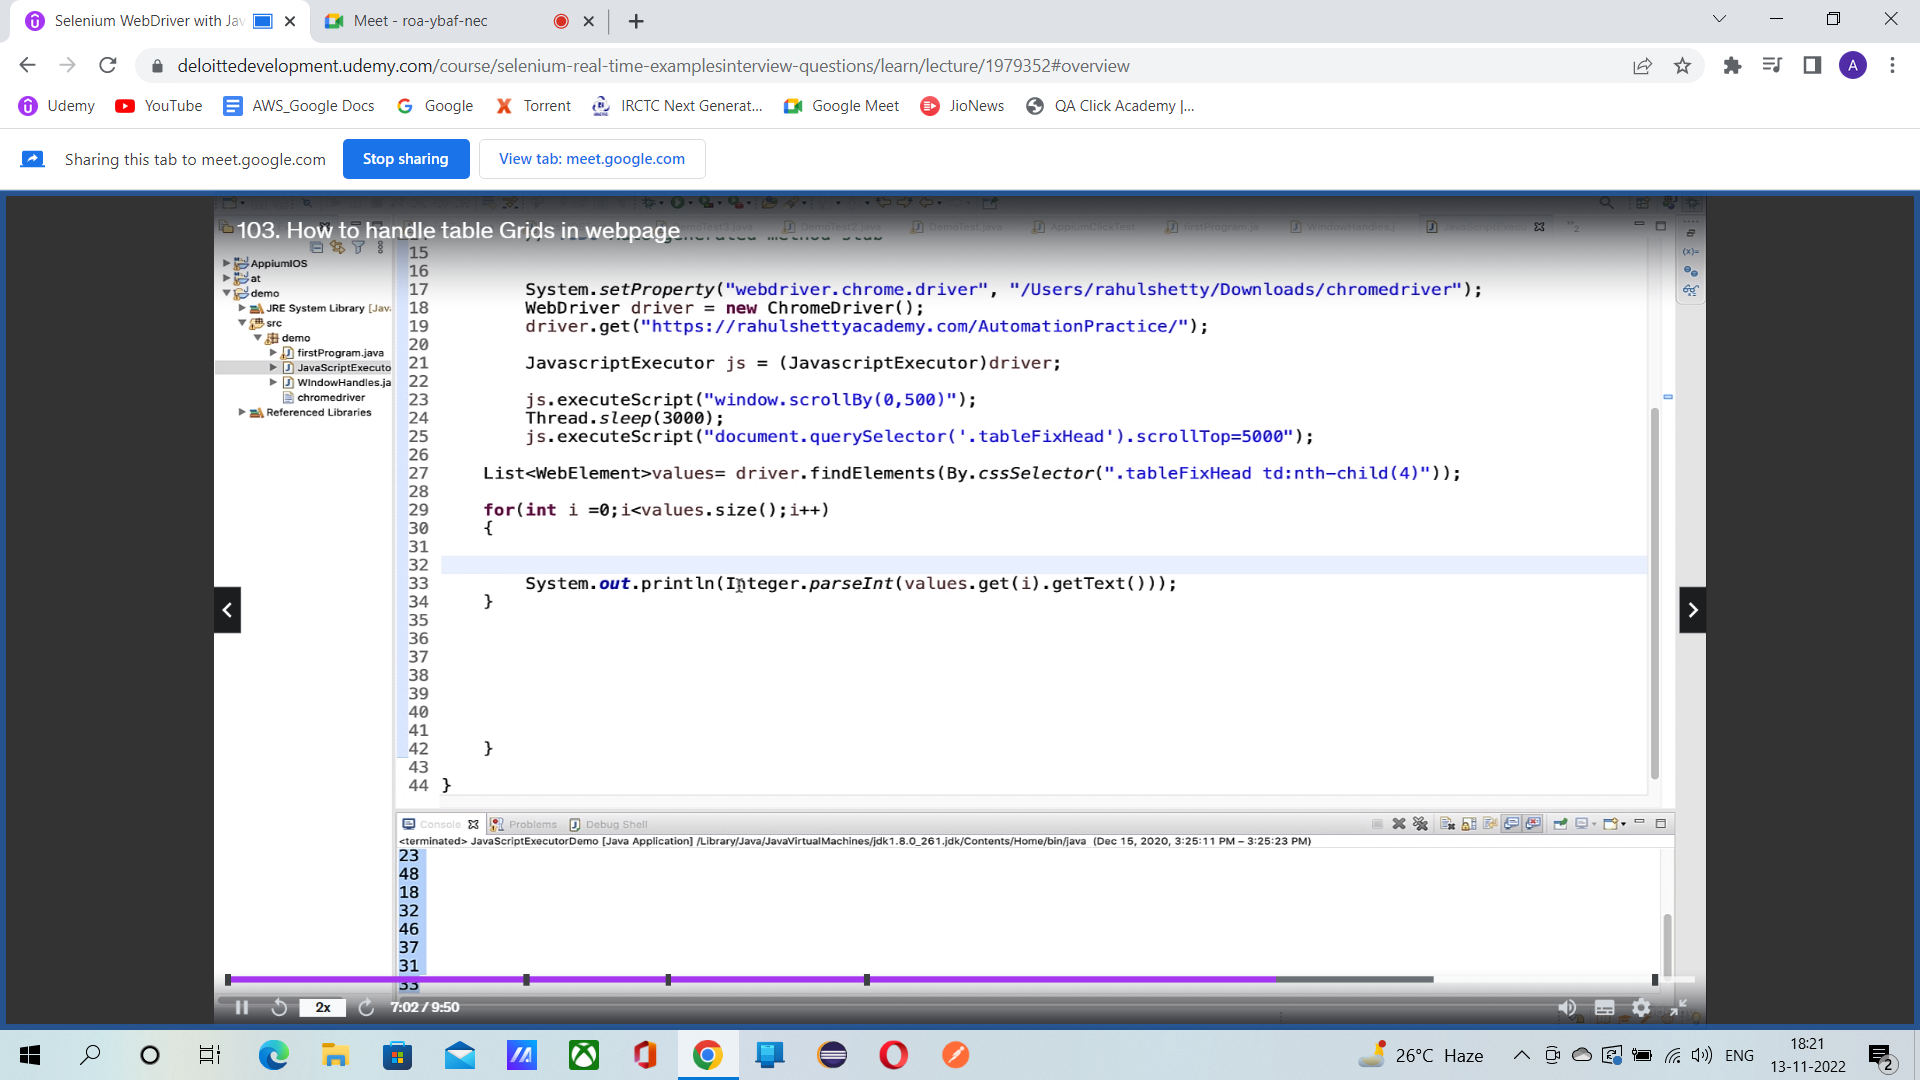 Selenium WebDriver with Jav
Meet - roa-ybaf-nec
deloittedevelopment.udemy.com/course/selenium-real-time-examplesinterview-questions/learn/lecture/1979352#overview
A
Udemy
YouTube
AWS_Google Docs
Google
Torrent
IRCTC Next Generat...
Google Meet
JioNews
QA Click Academy |...
Sharing this tab to meet.google.com
Stop sharing
View tab: meet.google.com
103. How to handle table Grids in webpage
AppiumIOS
at
demo
JRE System Library [Jav
src
demo
firstProgram.java
JavaScriptExecuto
WIndowHandles.ja
chromedriver
Referenced Libraries
15
16
17 System.setProperty("webdriver.chrome.driver", "/Users/rahulshetty/Downloads/chromedriver");
18 WebDriver driver = new ChromeDriver();
19 driver.get("https://rahulshettyacademy.com/AutomationPractice/");
20
21 JavascriptExecutor js = (JavascriptExecutor)driver;
22
23 js.executeScript("window.scrollBy(0,500)");
24 Thread.sleep(3000);
25 js.executeScript("document.querySelector('.tableFixHead').scrollTop=5000");
26
27 List<WebElement>values= driver.findElements(By.cssSelector(".tableFixHead td:nth-child(4)"));
28
29 for(int i =0;i<values.size();i++)
30 {
31
32
33 System.out.println(Integer.parseInt(values.get(i).getText()));
34 }
35
36
37
38
39
40
41
42 }
43
44 }
Console
Problems
Debug Shell
<terminated> JavaScriptExecutorDemo [Java Application] /Library/Java/JavaVirtualMachines/jdk1.8.0_261.jdk/Contents/Home/bin/java (Dec 15, 2020, 3:25:11 PM – 3:25:23 PM)
23
48
18
32
46
37
31
33
2x
7:02 / 9:50
26°C Haze
ENG
18:21
13-11-2022
2